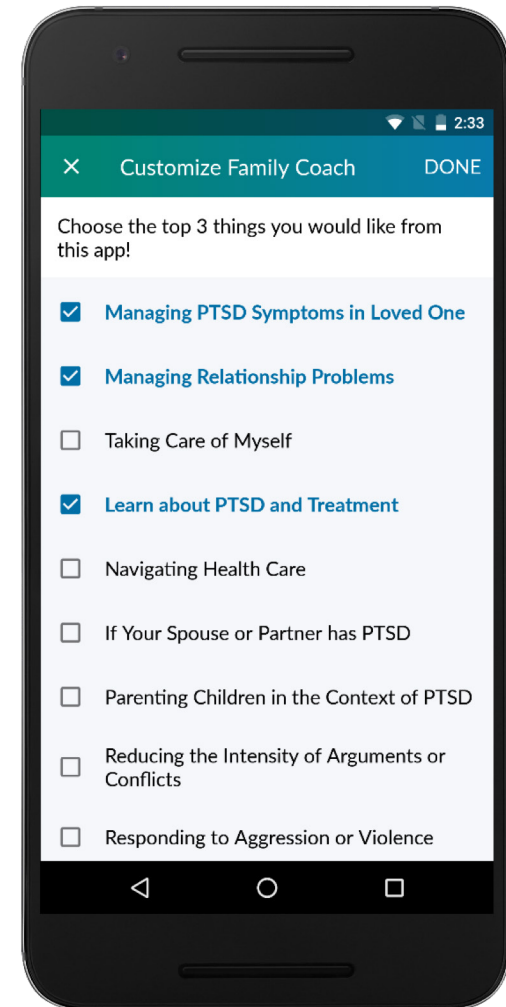 2:33
Customize Family Coach DONE
Choose the top 3 things you would like from
this app!
Managing PTSD Symptoms in Loved One
Managing Relationship Problems
Taking Care of Myself
Learn about PTSD and Treatment
Navigating Health Care
If Your Spouse or Partner has PTSD
Parenting Children in the Context of PTSD
Reducing the Intensity of Arguments or
Conflicts
Responding to Aggression or Violence